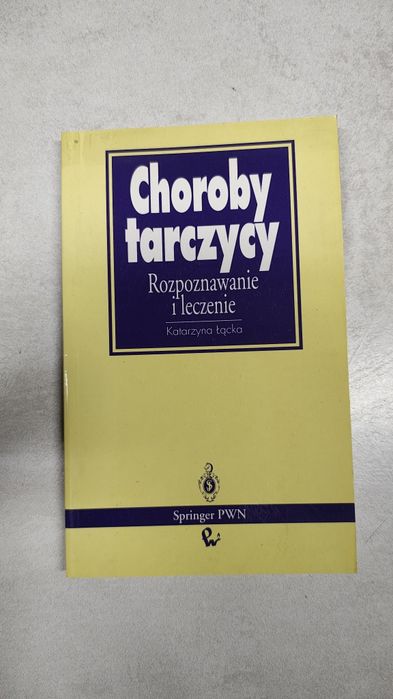 Choroby
tarczycy
Rozpoznawanie
i leczenie
Katarzyna Łącka
Springer PWN